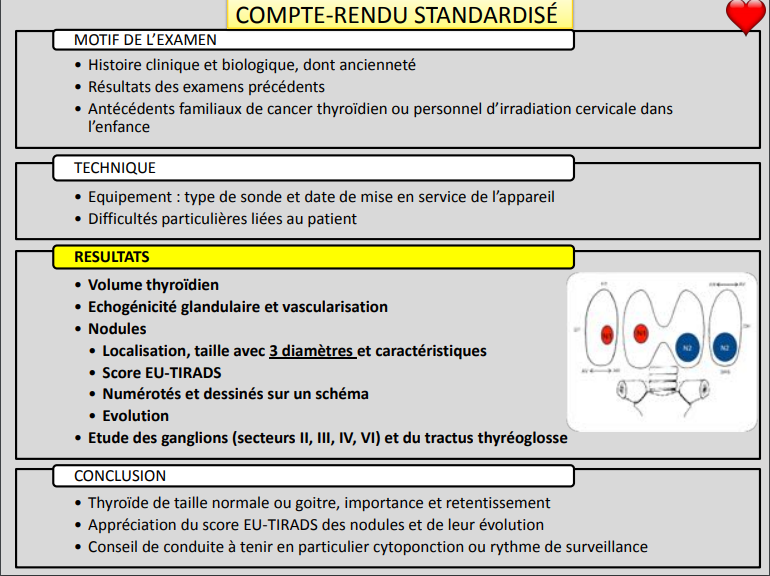 COMPTE-RENDU STANDARDISÉ
MOTIF DE L'EXAMEN
• Histoire clinique et biologique, dont ancienneté
• Résultats des examens précédents
• Antécédents familiaux de cancer thyroïdien ou personnel d'irradiation cervicale dans
l'enfance
TECHNIQUE
• Equipement : type de sonde et date de mise en service de l'appareil
• Difficultés particulières liées au patient
RESULTATS
• Volume thyroïdien
• Echogénicité glandulaire et vascularisation
• Nodules
• Localisation, taille avec 3 diamètres et caractéristiques
• Score EU-TIRADS
• Numérotés et dessinés sur un schéma
• Evolution
• Etude des ganglions (secteurs II, III, IV, VI) et du tractus thyréoglosse
N1 N1 N2 N2
CONCLUSION
• Thyroïde de taille normale ou goitre, importance et retentissement
• Appréciation du score EU-TIRADS des nodules et de leur évolution
• Conseil de conduite à tenir en particulier cytoponction ou rythme de surveillance